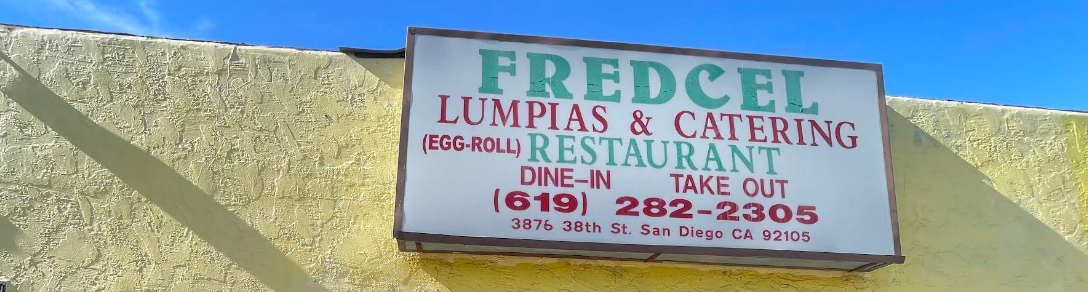 FREDCEL
LUMPIAS & CATERING
(EGG-ROLL) RESTAURANT
DINE-IN TAKE OUT
(619) 282-2305
3876 38th St. San Diego CA 92105